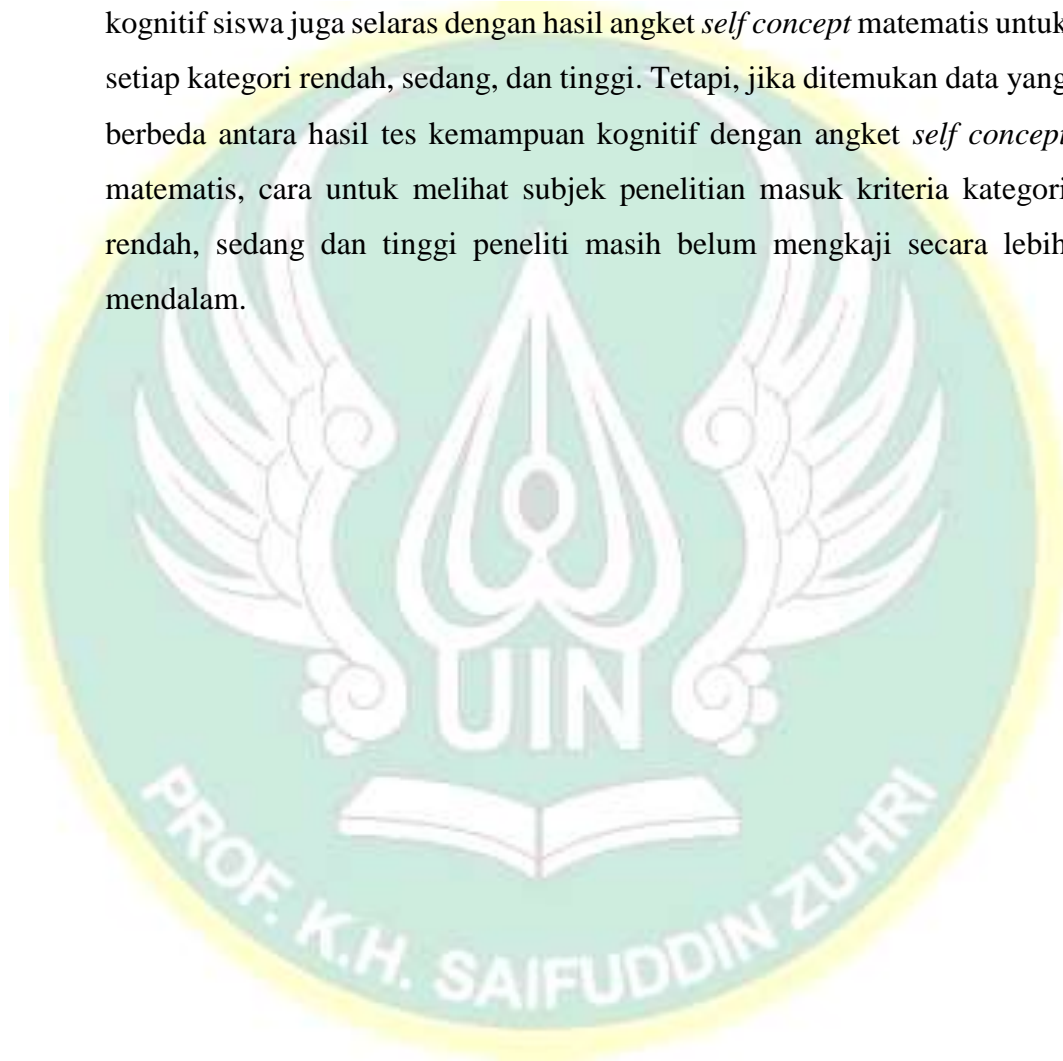 kognitif siswa juga selaras dengan hasil angket self concept matematis untuk
setiap kategori rendah, sedang, dan tinggi. Tetapi, jika ditemukan data yang
berbeda antara hasil tes kemampuan kognitif dengan angket self concept
matematis, cara untuk melihat subjek penelitian masuk kriteria kategori
rendah, sedang dan tinggi peneliti masih belum mengkaji secara lebih
mendalam.
UIN
PROF. K.H. SAIFUDDIN ZUHRI